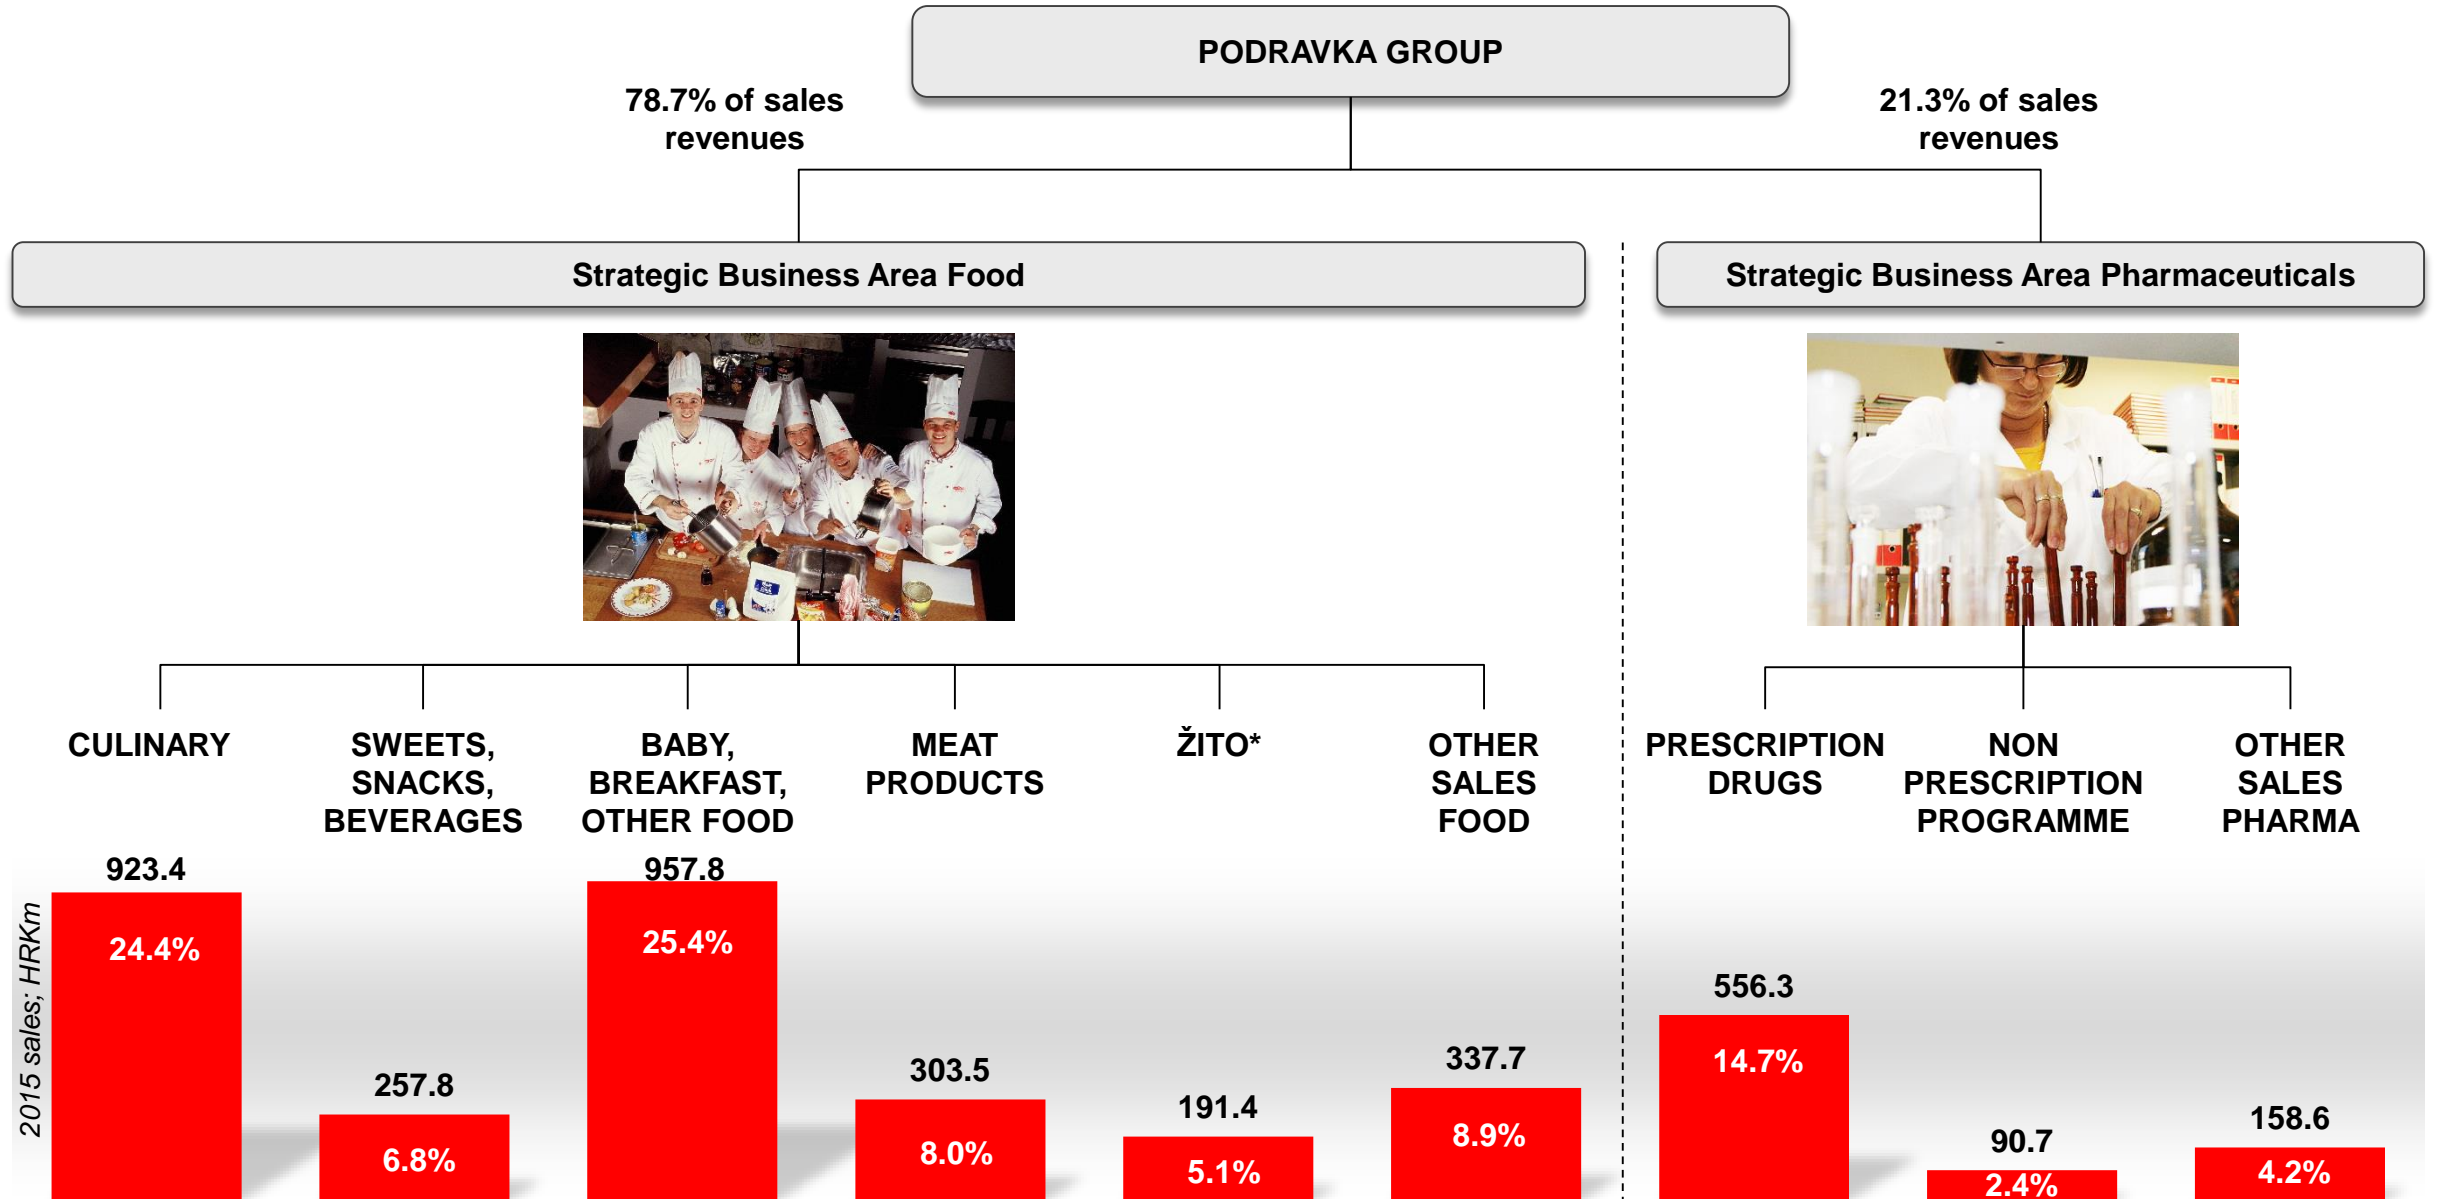 PODRAVKA GROUP
78.7% of sales
revenues
21.3% of sales
revenues
Strategic Business Area Food
Strategic Business Area Pharmaceuticals
CULINARY
SWEETS,
SNACKS,
BEVERAGES
BABY,
BREAKFAST,
OTHER FOOD
MEAT
PRODUCTS
ŽITO*
OTHER
SALES
FOOD
PRESCRIPTION
DRUGS
NON
PRESCRIPTION
PROGRAMME
OTHER
SALES
PHARMA
2015 sales; HRKm
923.4
24.4%
257.8
6.8%
957.8
25.4%
303.5
8.0%
191.4
5.1%
337.7
8.9%
556.3
14.7%
90.7
2.4%
158.6
4.2%